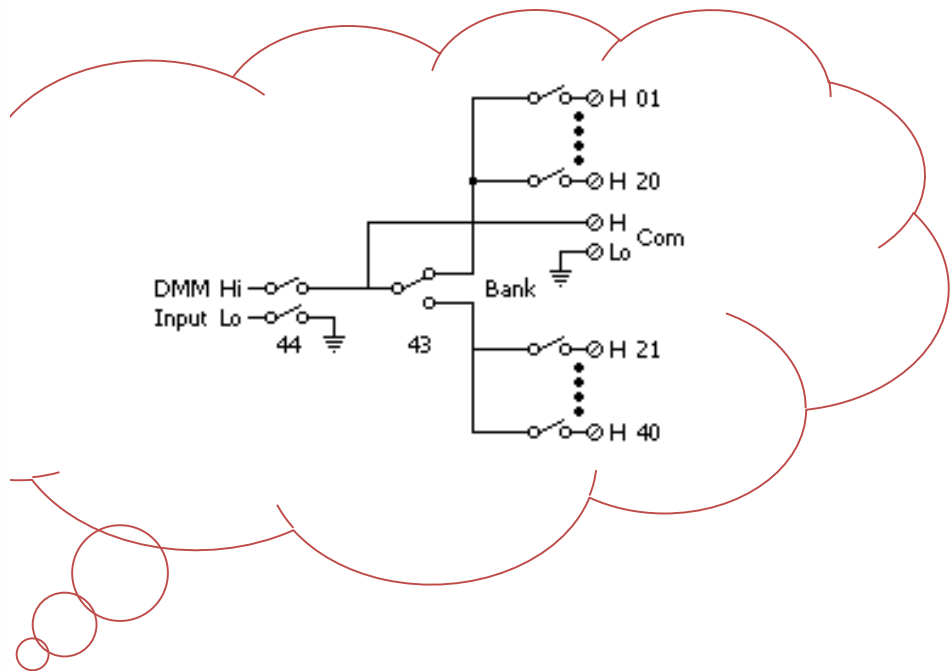 H 01
H 20
H
Com
Lo
DMM Hi
Bank
Input Lo
44
43
H 21
H 40